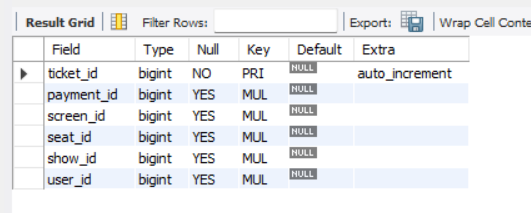 Result Grid Filter Rows: Export: Wrap Cell Conte
Field Type Null Key Default Extra
ticket_id bigint NO PRI NULL auto_increment
payment_id bigint YES MUL NULL
screen_id bigint YES MUL NULL
seat_id bigint YES MUL NULL
show_id bigint YES MUL NULL
user_id bigint YES MUL NULL